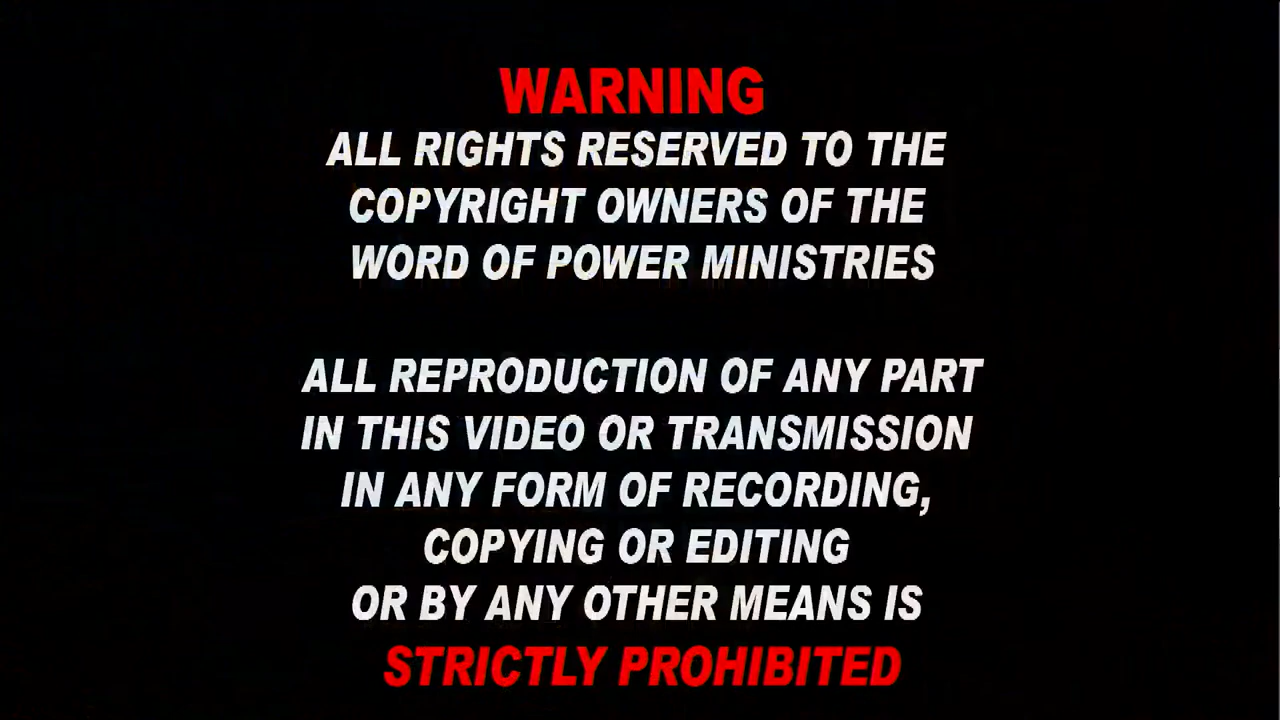 WARNING
ALL RIGHTS RESERVED TO THE
COPYRIGHT OWNERS OF THE
WORD OF POWER MINISTRIES
ALL REPRODUCTION OF ANY PART
IN THIS VIDEO OR TRANSMISSION
IN ANY FORM OF RECORDING,
COPYING OR EDITING
OR BY ANY OTHER MEANS IS
STRICTLY PROHIBITED